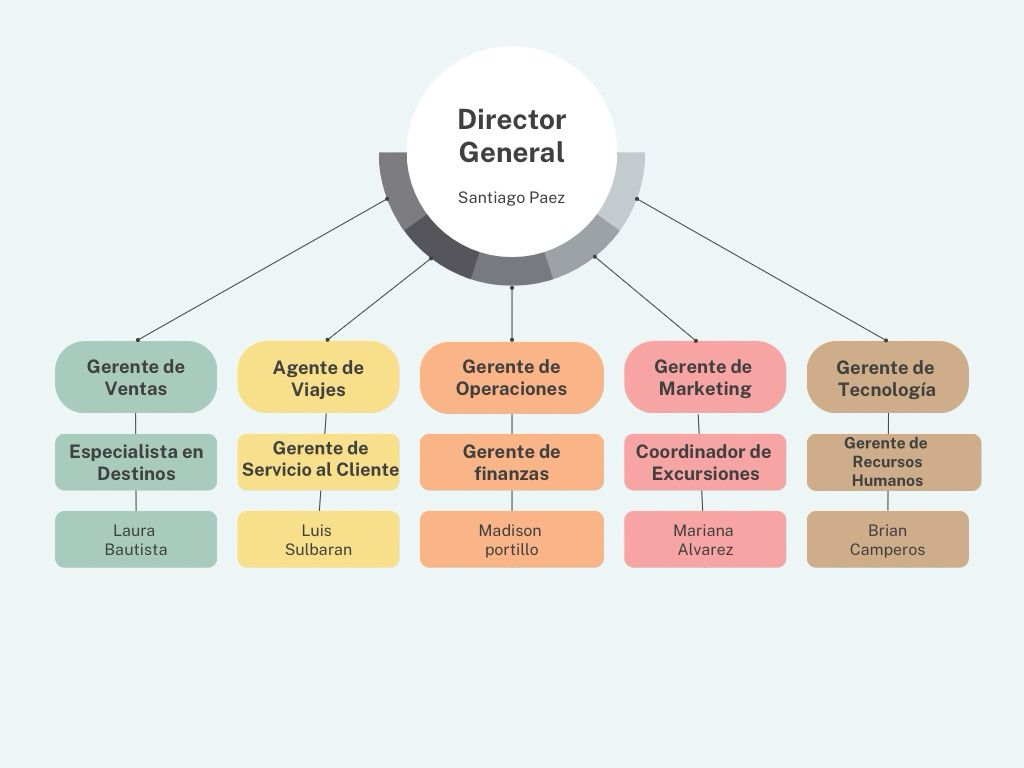 Director
General
Santiago Paez
Gerente de
Ventas
Agente de
Viajes
Gerente de
Operaciones
Gerente de
Marketing
Gerente de
Tecnología
Especialista en
Destinos
Gerente de
Servicio al Cliente
Gerente de
finanzas
Coordinador de
Excursiones
Gerente de
Recursos
Humanos
Laura
Bautista
Luis
Sulbaran
Madison
portillo
Mariana
Alvarez
Brian
Camperos